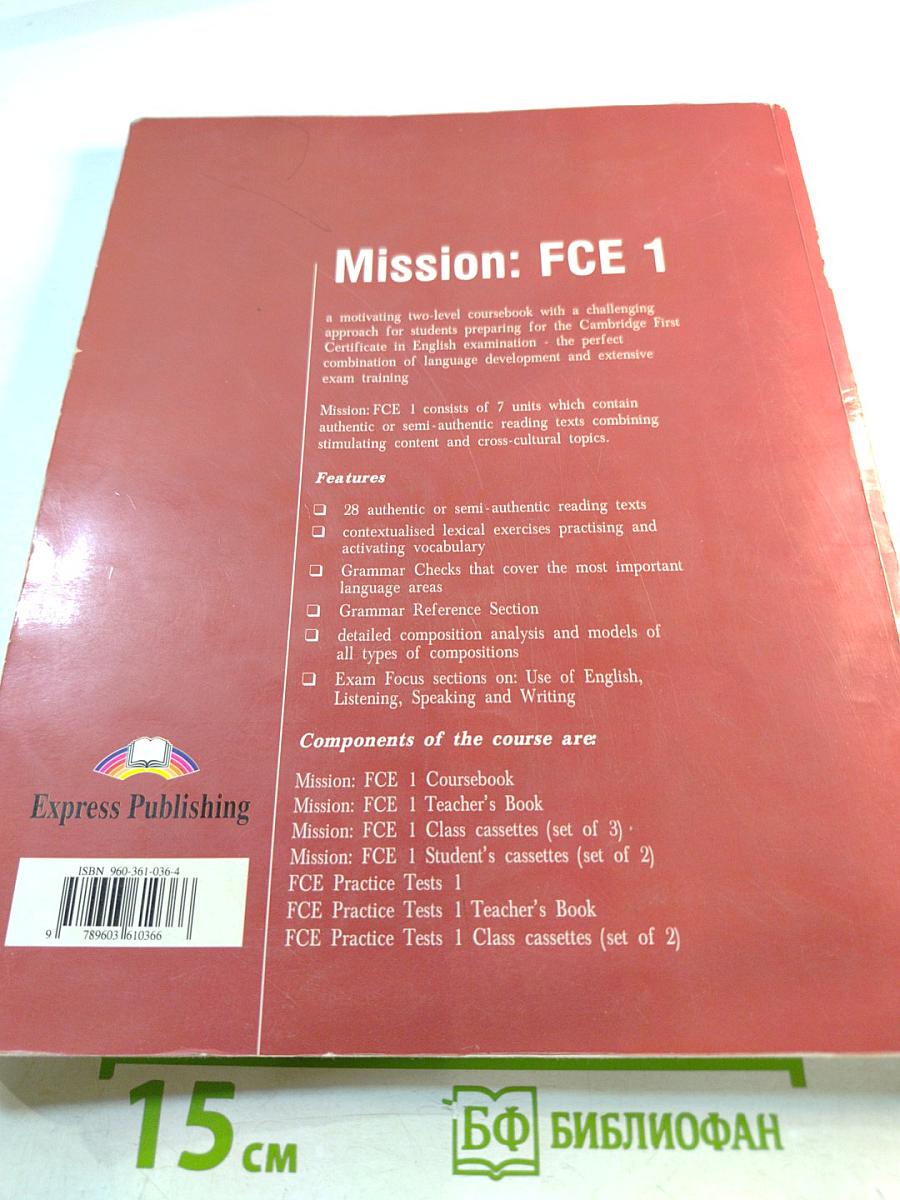 Mission: FCE 1
a motivating two-level coursebook with a challenging
approach for students preparing for the Cambridge First
Certificate in English examination - the perfect
combination of language development and extensive
exam training
Mission: FCE 1 consists of 7 units which contain
authentic or semi-authentic reading texts combining
stimulating content and cross-cultural topics.
Features
❏ 28 authentic or semi-authentic reading texts
❏ contextualised lexical exercises practising and
activating vocabulary
❏ Grammar Checks that cover the most important
language areas
❏ Grammar Reference Section
❏ detailed composition analysis and models of
all types of compositions
❏ Exam Focus sections on: Use of English,
Listening, Speaking and Writing
Components of the course are:
Mission: FCE 1 Coursebook
Mission: FCE 1 Teacher's Book
Mission: FCE 1 Class cassettes (set of 3)
Mission: FCE 1 Student's cassettes (set of 2)
FCE Practice Tests 1
FCE Practice Tests 1 Teacher's Book
FCE Practice Tests 1 Class cassettes (set of 2)
Express Publishing
ISBN 960-361-036-4
9 789603 610366
15 см
БФ БИБЛИОФАН